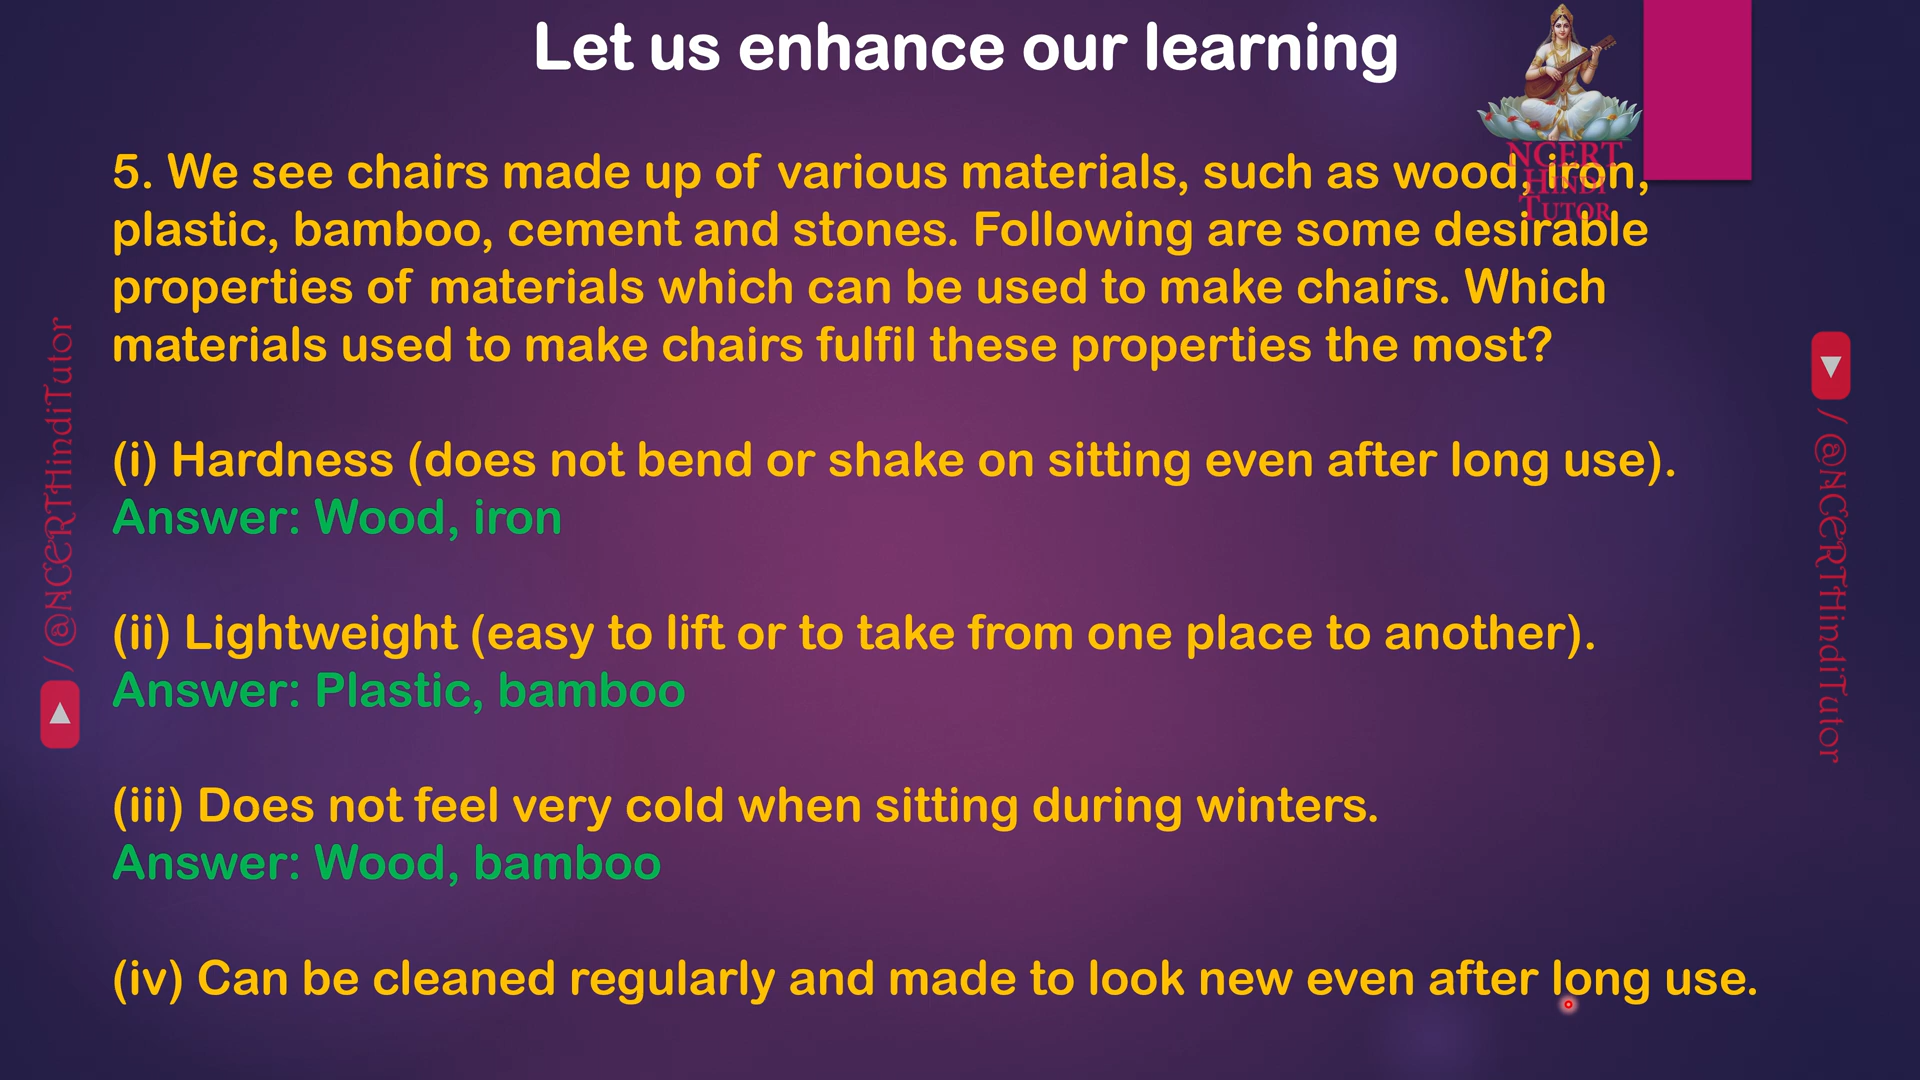 Let us enhance our learning
NCERT
HINDI
TUTOR
5. We see chairs made up of various materials, such as wood, iron,
plastic, bamboo, cement and stones. Following are some desirable
properties of materials which can be used to make chairs. Which
materials used to make chairs fulfil these properties the most?
(i) Hardness (does not bend or shake on sitting even after long use).
Answer: Wood, iron
(ii) Lightweight (easy to lift or to take from one place to another).
Answer: Plastic, bamboo
(iii) Does not feel very cold when sitting during winters.
Answer: Wood, bamboo
(iv) Can be cleaned regularly and made to look new even after long use.
/ @NCERTHindiTutor
/ @NCERTHindiTutor